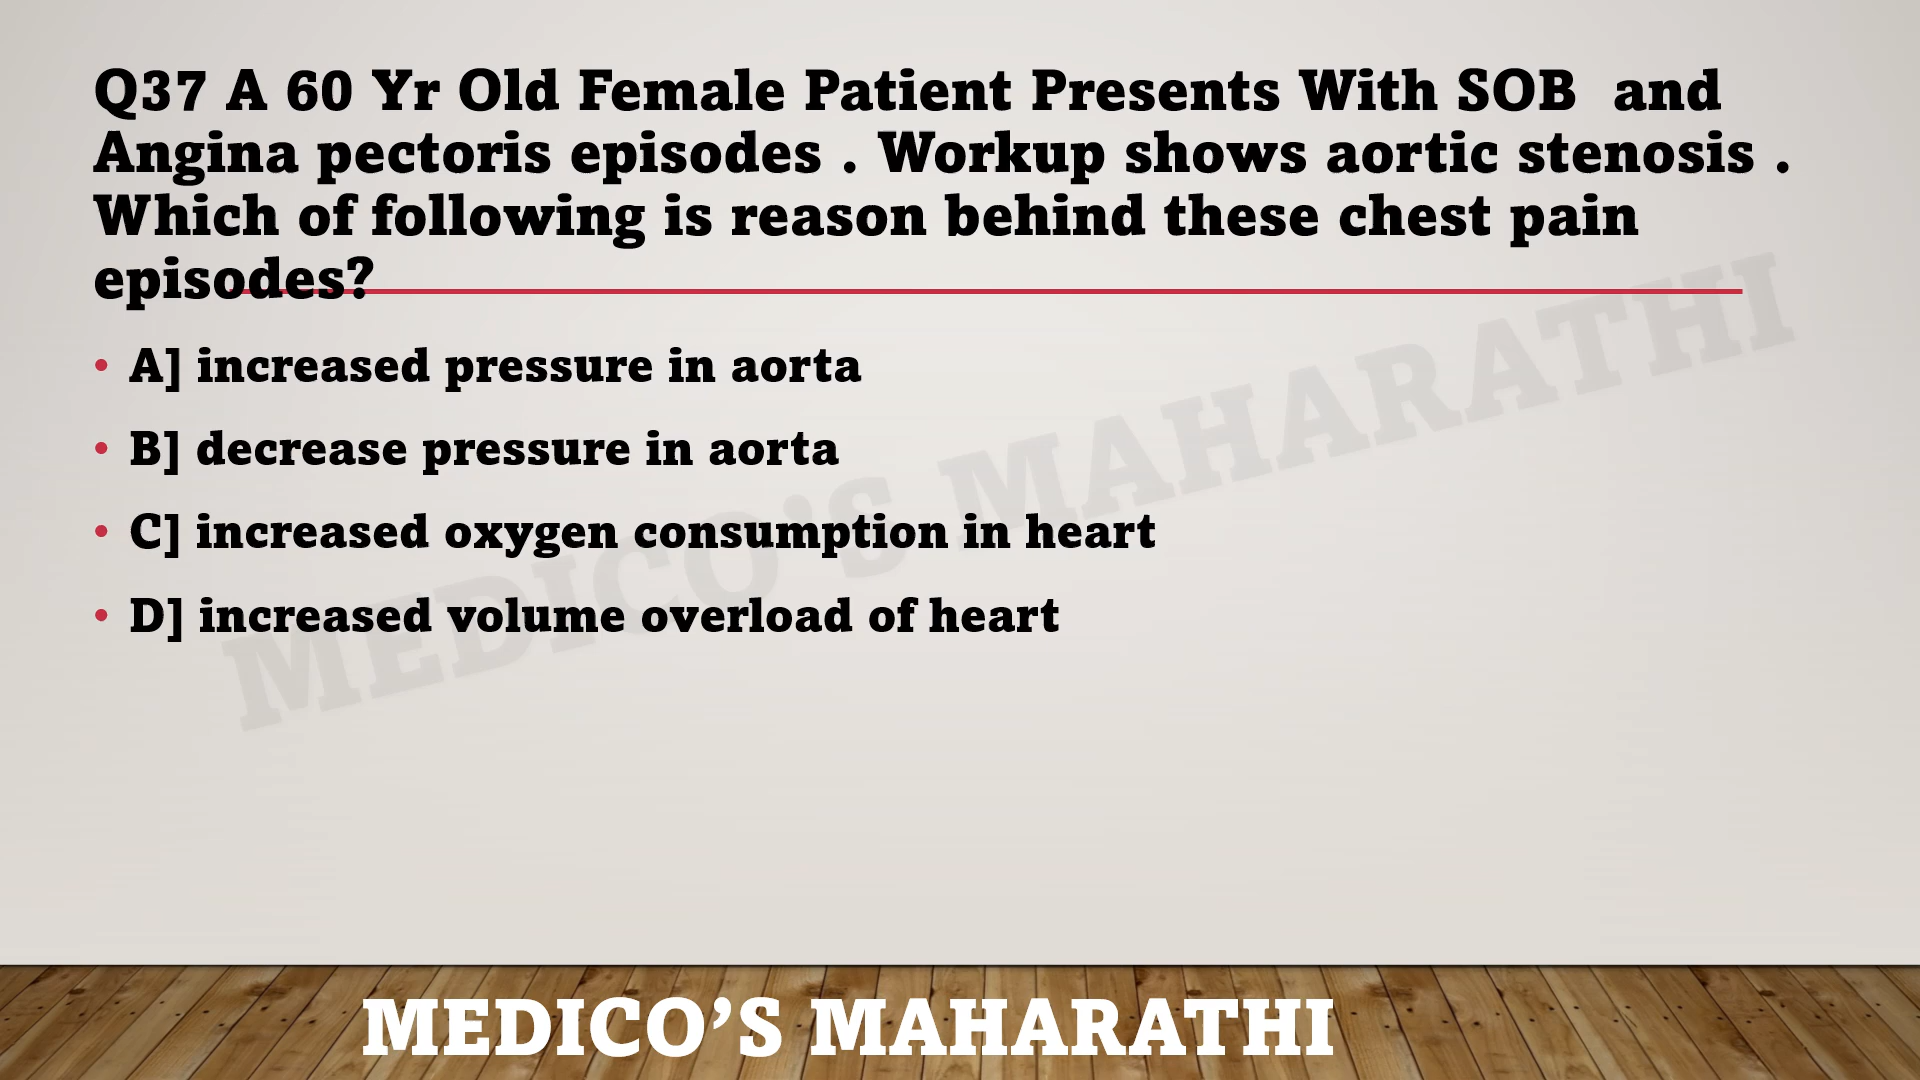 Q37 A 60 Yr Old Female Patient Presents With SOB  and
Angina pectoris episodes . Workup shows aortic stenosis .
Which of following is reason behind these chest pain
episodes?
• A] increased pressure in aorta
• B] decrease pressure in aorta
• C] increased oxygen consumption in heart
• D] increased volume overload of heart
MEDICO'S MAHARATHI
MEDICO’S MAHARATHI